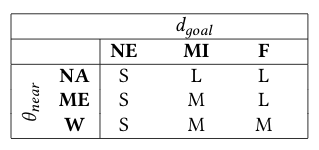 d_goal
NE MI F
θ_near
NA S L L
ME S M L
W S M M